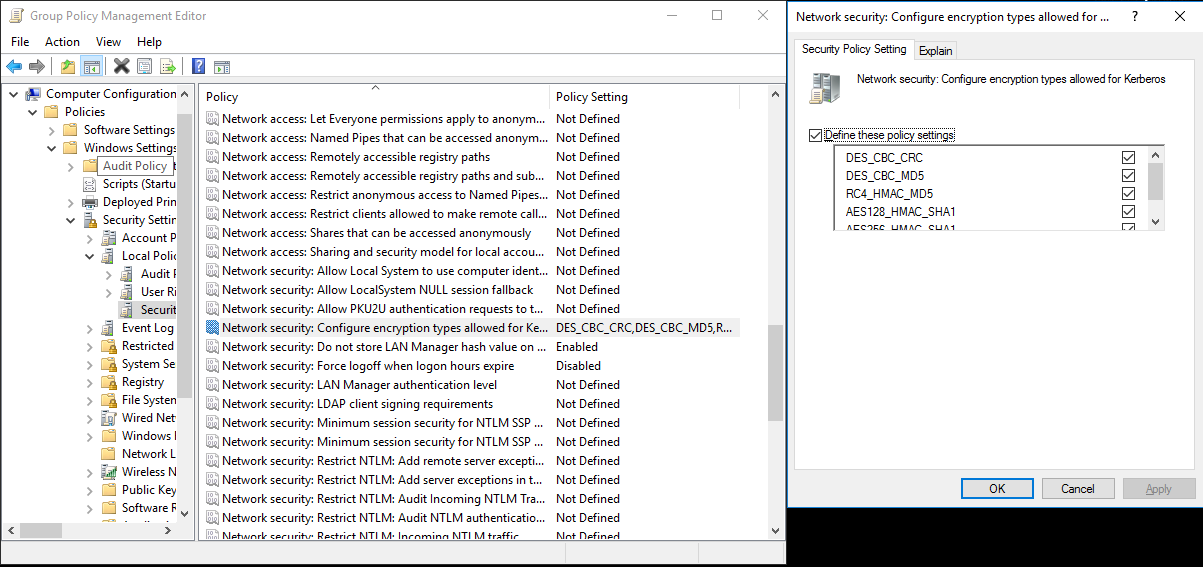 Group Policy Management Editor
File Action View Help
Computer Configuration
Policies
Software Settings
Windows Settings
Audit Policy
Scripts (Startu
Deployed Prin
Security Settin
Account P
Local Polic
Audit P
User Ri
Securit
Event Log
Restricted
System Se
Registry
File System
Wired Net
Windows
Network L
Wireless N
Public Key
Software R
Policy Policy Setting
Network access: Let Everyone permissions apply to anonym... Not Defined
Network access: Named Pipes that can be accessed anonym... Not Defined
Network access: Remotely accessible registry paths Not Defined
Network access: Remotely accessible registry paths and sub... Not Defined
Network access: Restrict anonymous access to Named Pipes... Not Defined
Network access: Restrict clients allowed to make remote call... Not Defined
Network access: Shares that can be accessed anonymously Not Defined
Network access: Sharing and security model for local accou... Not Defined
Network security: Allow Local System to use computer ident... Not Defined
Network security: Allow LocalSystem NULL session fallback Not Defined
Network security: Allow PKU2U authentication requests to t... Not Defined
Network security: Configure encryption types allowed for Ke... DES_CBC_CRC,DES_CBC_MD5,R...
Network security: Do not store LAN Manager hash value on ... Enabled
Network security: Force logoff when logon hours expire Disabled
Network security: LAN Manager authentication level Not Defined
Network security: LDAP client signing requirements Not Defined
Network security: Minimum session security for NTLM SSP ... Not Defined
Network security: Minimum session security for NTLM SSP ... Not Defined
Network security: Restrict NTLM: Add remote server excepti... Not Defined
Network security: Restrict NTLM: Add server exceptions in t... Not Defined
Network security: Restrict NTLM: Audit Incoming NTLM Tra... Not Defined
Network security: Restrict NTLM: Audit NTLM authenticatio... Not Defined
Network security: Restrict NTLM: Incoming NTLM traffic Not Defined
Network security: Configure encryption types allowed for ... ?
Security Policy Setting Explain
Network security: Configure encryption types allowed for Kerberos
Define these policy settings
DES_CBC_CRC
DES_CBC_MD5
RC4_HMAC_MD5
AES128_HMAC_SHA1
AES256_HMAC_SHA1
OK Cancel Apply